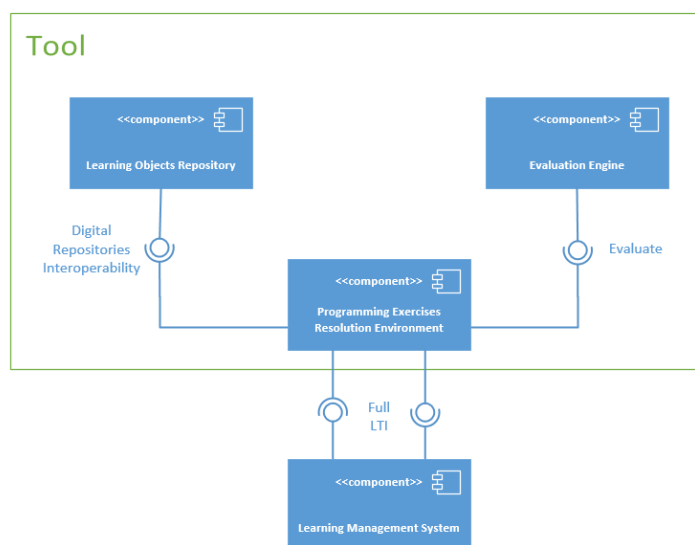 Tool
<<component>>
Learning Objects Repository
<<component>>
Evaluation Engine
Digital
Repositories
Interoperability
Evaluate
<<component>>
Programming Exercises
Resolution Environment
Full
LTI
<<component>>
Learning Management System